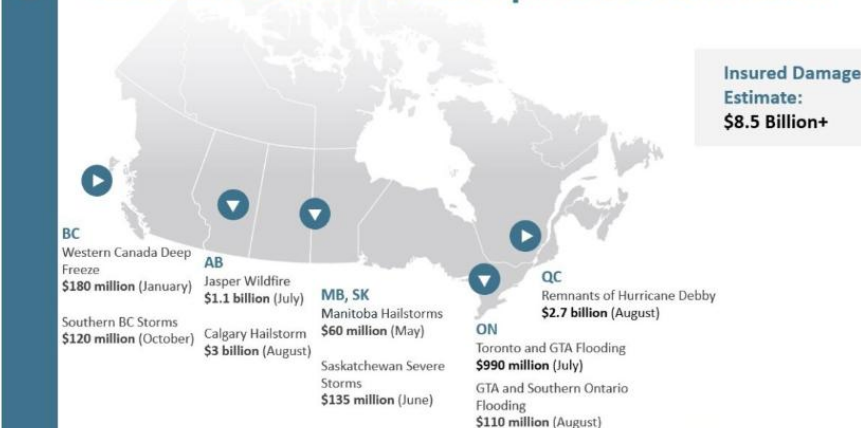 Insured Damage
Estimate:
$8.5 Billion+
BC
Western Canada Deep
Freeze
$180 million (January)
Southern BC Storms
$120 million (October)
AB
Jasper Wildfire
$1.1 billion (July)
Calgary Hailstorm
$3 billion (August)
MB, SK
Manitoba Hailstorms
$60 million (May)
Saskatchewan Severe
Storms
$135 million (June)
QC
Remnants of Hurricane Debby
$2.7 billion (August)
ON
Toronto and GTA Flooding
$990 million (July)
GTA and Southern Ontario
Flooding
$110 million (August)